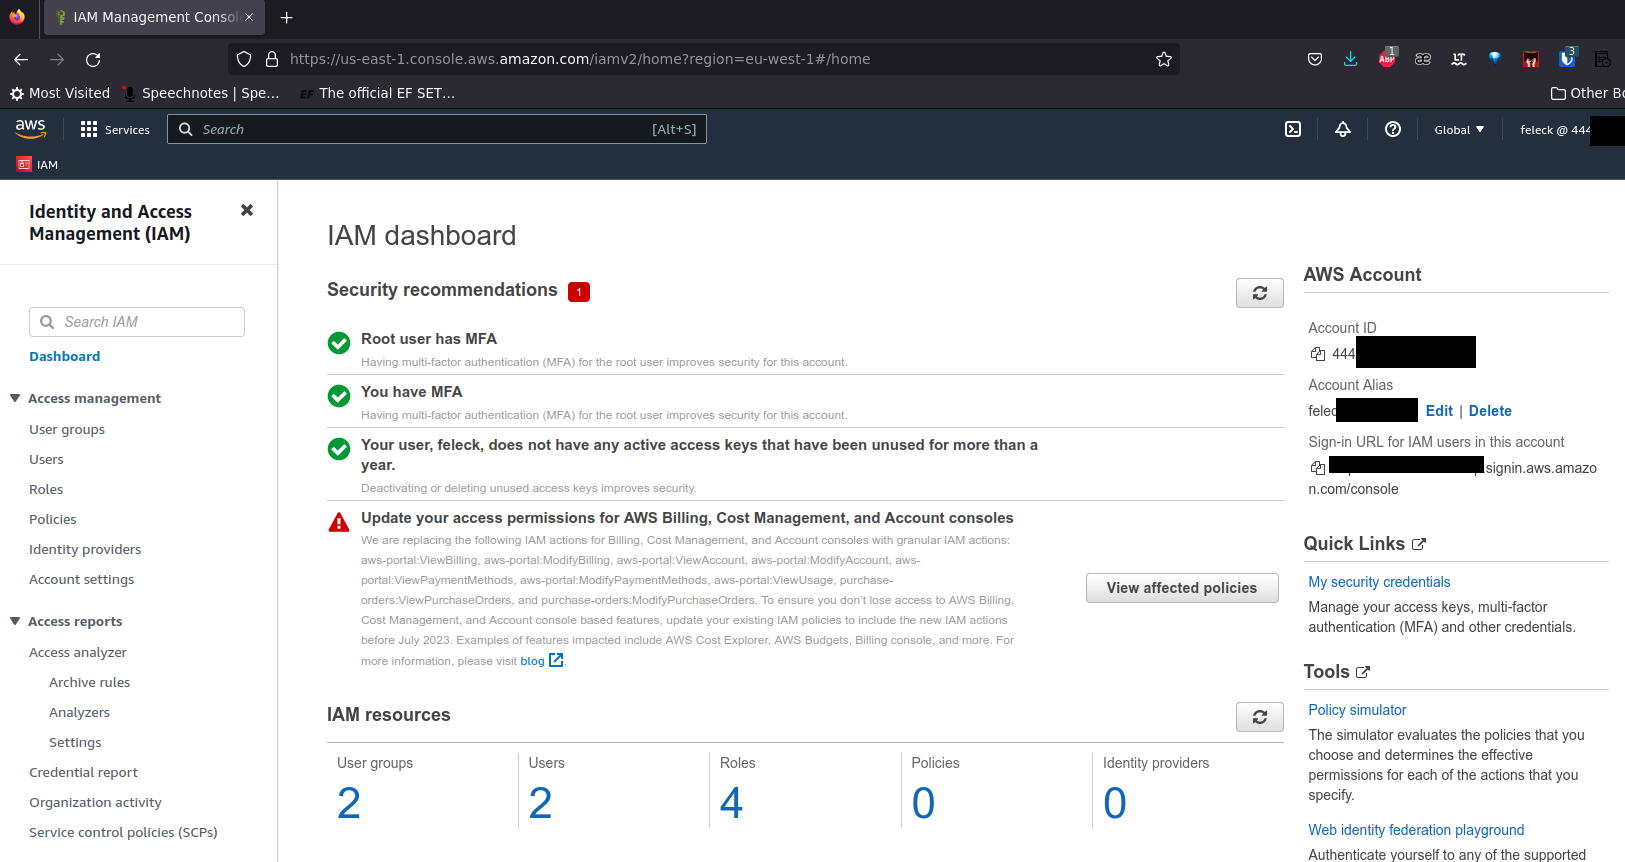 IAM Management Consol
https://us-east-1.console.aws.amazon.com/iamv2/home?region=eu-west-1#/home
1
ABP
æ
LT
3
Most Visited
Speechnotes | Spe…
EF The official EF SET…
Other Bo
aws
Services
Search
[Alt+S]
Global
feleck @ 444
IAM
Identity and Access
Management (IAM)
Search IAM
Dashboard
Access management
User groups
Users
Roles
Policies
Identity providers
Account settings
Access reports
Access analyzer
Archive rules
Analyzers
Settings
Credential report
Organization activity
Service control policies (SCPs)
IAM dashboard
Security recommendations 1
Root user has MFA
Having multi-factor authentication (MFA) for the root user improves security for this account.
You have MFA
Having multi-factor authentication (MFA) for the root user improves security for this account.
Your user, feleck, does not have any active access keys that have been unused for more than a
year.
Deactivating or deleting unused access keys improves security.
Update your access permissions for AWS Billing, Cost Management, and Account consoles
We are replacing the following IAM actions for Billing, Cost Management, and Account consoles with granular IAM actions:
aws-portal:ViewBilling, aws-portal:ModifyBilling, aws-portal:ViewAccount, aws-portal:ModifyAccount, aws-
portal:ViewPaymentMethods, aws-portal:ModifyPaymentMethods, aws-portal:ViewUsage, purchase-
orders:ViewPurchaseOrders, and purchase-orders:ModifyPurchaseOrders. To ensure you don't lose access to AWS Billing,
Cost Management, and Account console based features, update your existing IAM policies to include the new IAM actions
before July 2023. Examples of features impacted include AWS Cost Explorer, AWS Budgets, Billing console, and more. For
more information, please visit blog .
View affected policies
IAM resources
User groups
2
Users
2
Roles
4
Policies
0
Identity providers
0
AWS Account
Account ID
444
Account Alias
felec
Edit | Delete
Sign-in URL for IAM users in this account
.signin.aws.amazo
n.com/console
Quick Links
My security credentials
Manage your access keys, multi-factor
authentication (MFA) and other credentials.
Tools
Policy simulator
The simulator evaluates the policies that you
choose and determines the effective
permissions for each of the actions that you
specify.
Web identity federation playground
Authenticate yourself to any of the supported